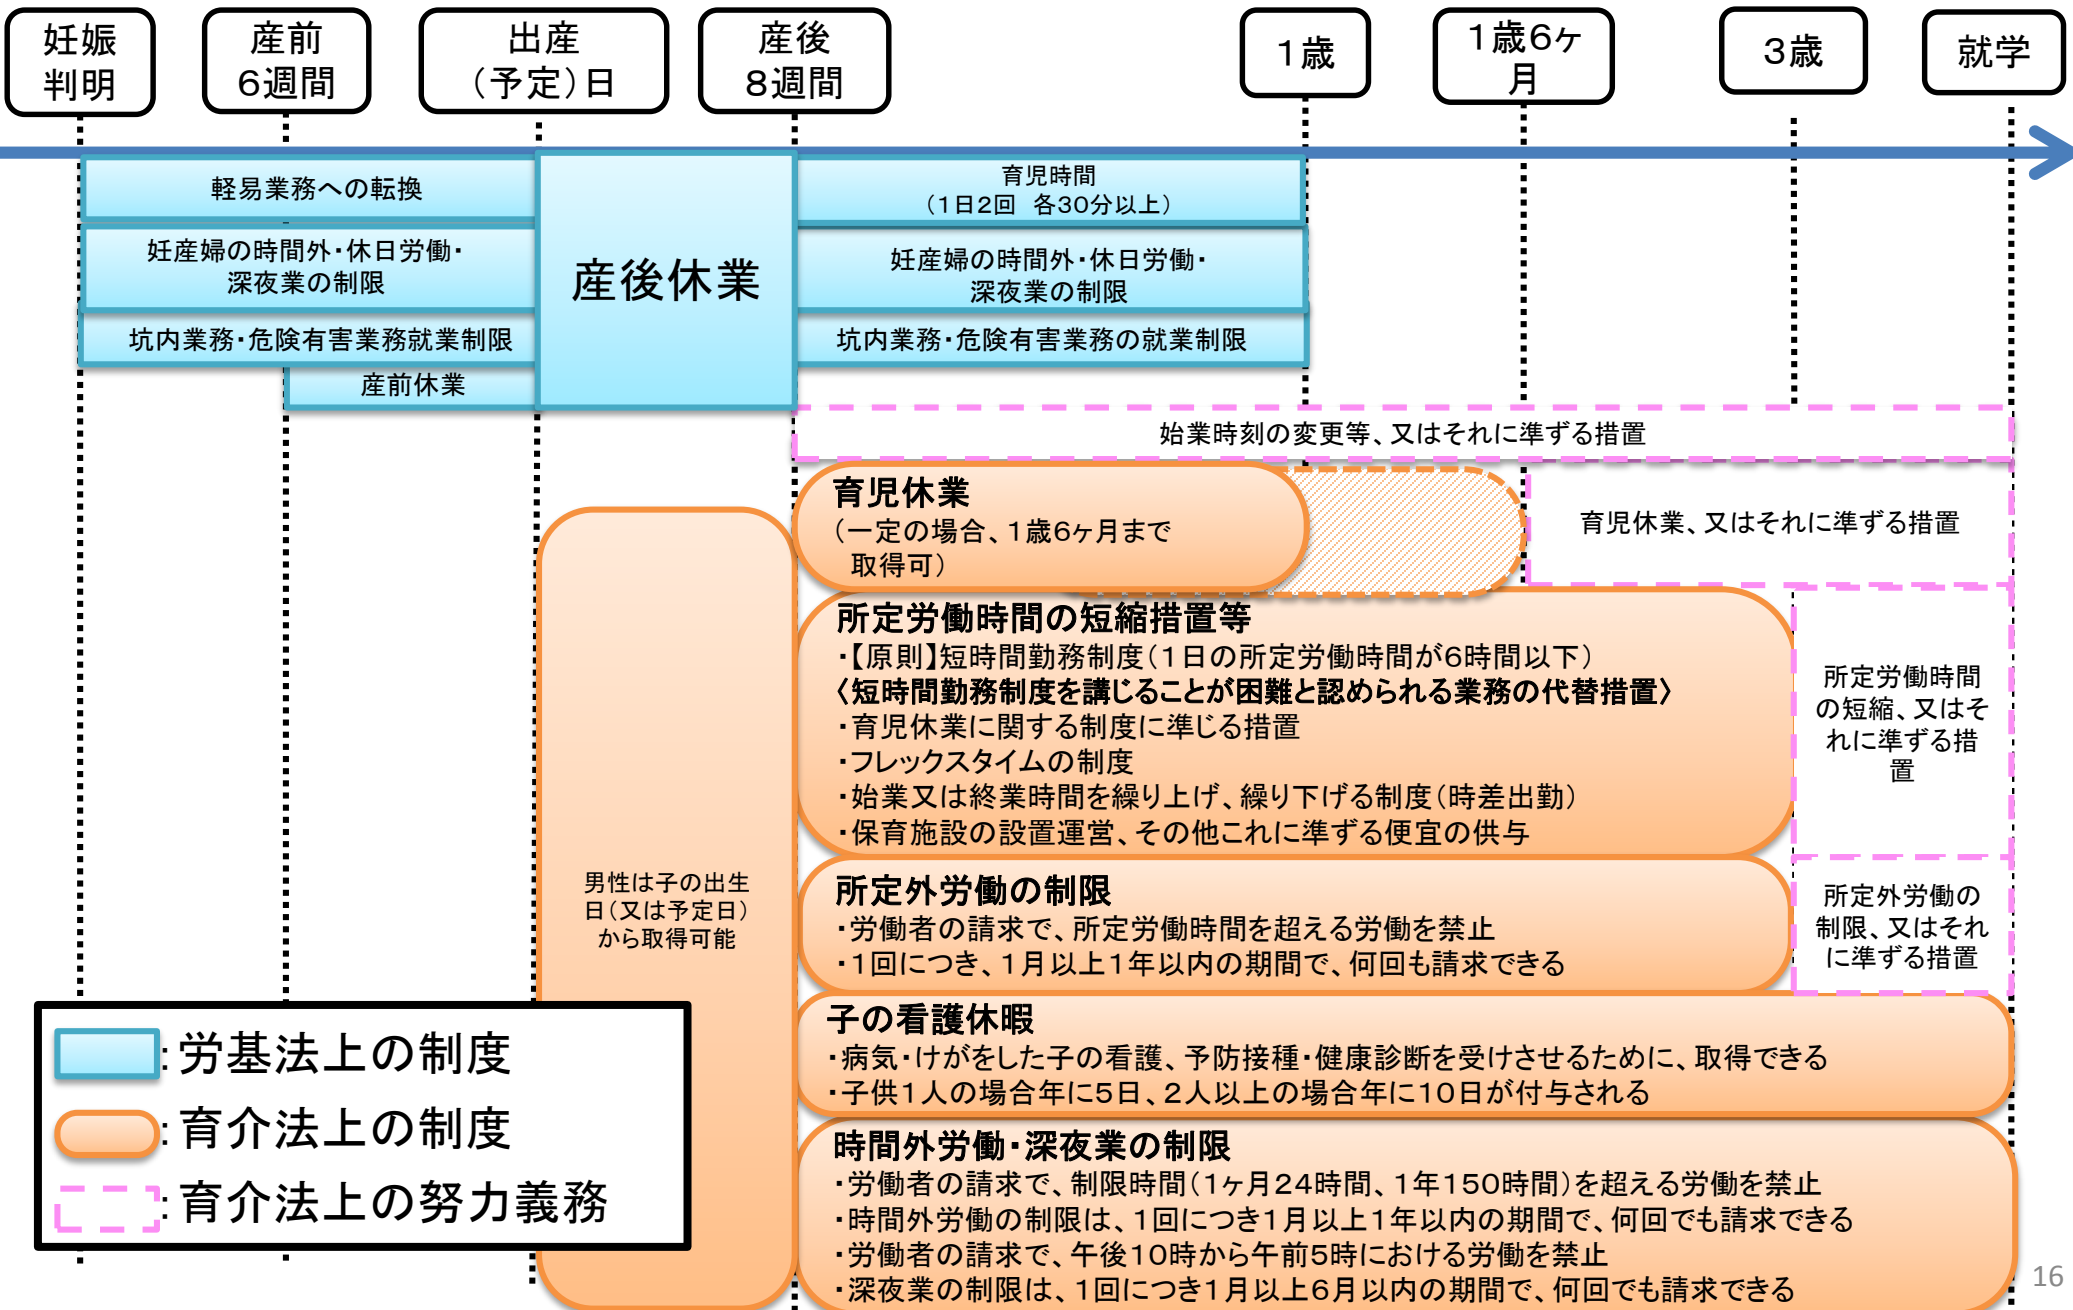 妊娠
判明
産前
6週間
出産
(予定)日
産後
8週間
1歳
1歳6ヶ
月
3歳
就学
軽易業務への転換
妊産婦の時間外・休日労働・
深夜業の制限
坑内業務・危険有害業務就業制限
産前休業
産後休業
育児時間
(1日2回 各30分以上)
妊産婦の時間外・休日労働・
深夜業の制限
坑内業務・危険有害業務の就業制限
始業時刻の変更等、又はそれに準ずる措置
育児休業
(一定の場合、1歳6ヶ月まで
取得可)
育児休業、又はそれに準ずる措置
所定労働時間の短縮措置等
・【原則】短時間勤務制度(1日の所定労働時間が6時間以下)
〈短時間勤務制度を講じることが困難と認められる業務の代替措置〉
・育児休業に関する制度に準じる措置
・フレックスタイムの制度
・始業又は終業時間を繰り上げ、繰り下げる制度(時差出勤)
・保育施設の設置運営、その他これに準ずる便宜の供与
所定労働時間
の短縮、又はそ
れに準ずる措
置
男性は子の出生
日(又は予定日)
から取得可能
所定外労働の制限
・労働者の請求で、所定労働時間を超える労働を禁止
・1回につき、1月以上1年以内の期間で、何回も請求できる
所定外労働の
制限、又はそれ
に準ずる措置
子の看護休暇
・病気・けがをした子の看護、予防接種・健康診断を受けさせるために、取得できる
・子供1人の場合年に5日、2人以上の場合年に10日が付与される
時間外労働・深夜業の制限
・労働者の請求で、制限時間(1ヶ月24時間、1年150時間)を超える労働を禁止
・時間外労働の制限は、1回につき1月以上1年以内の期間で、何回でも請求できる
・労働者の請求で、午後10時から午前5時における労働を禁止
・深夜業の制限は、1回につき1月以上6月以内の期間で、何回でも請求できる
:労基法上の制度
:育介法上の制度
:育介法上の努力義務
16